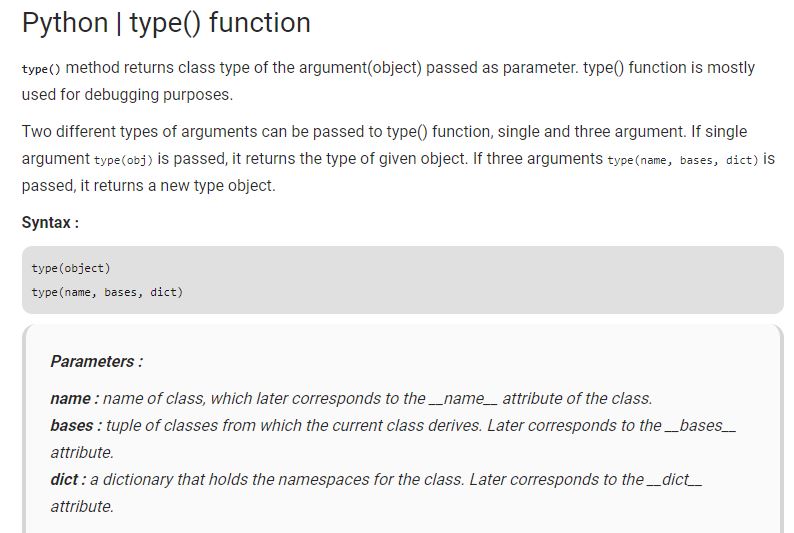 Python | type() function
type() method returns class type of the argument(object) passed as parameter. type() function is mostly
used for debugging purposes.
Two different types of arguments can be passed to type() function, single and three argument. If single
argument type(obj) is passed, it returns the type of given object. If three arguments type(name, bases, dict) is
passed, it returns a new type object.
Syntax :
type(object)
type(name, bases, dict)
Parameters :
name : name of class, which later corresponds to the __name__ attribute of the class.
bases : tuple of classes from which the current class derives. Later corresponds to the __bases__
attribute.
dict : a dictionary that holds the namespaces for the class. Later corresponds to the __dict__
attribute.